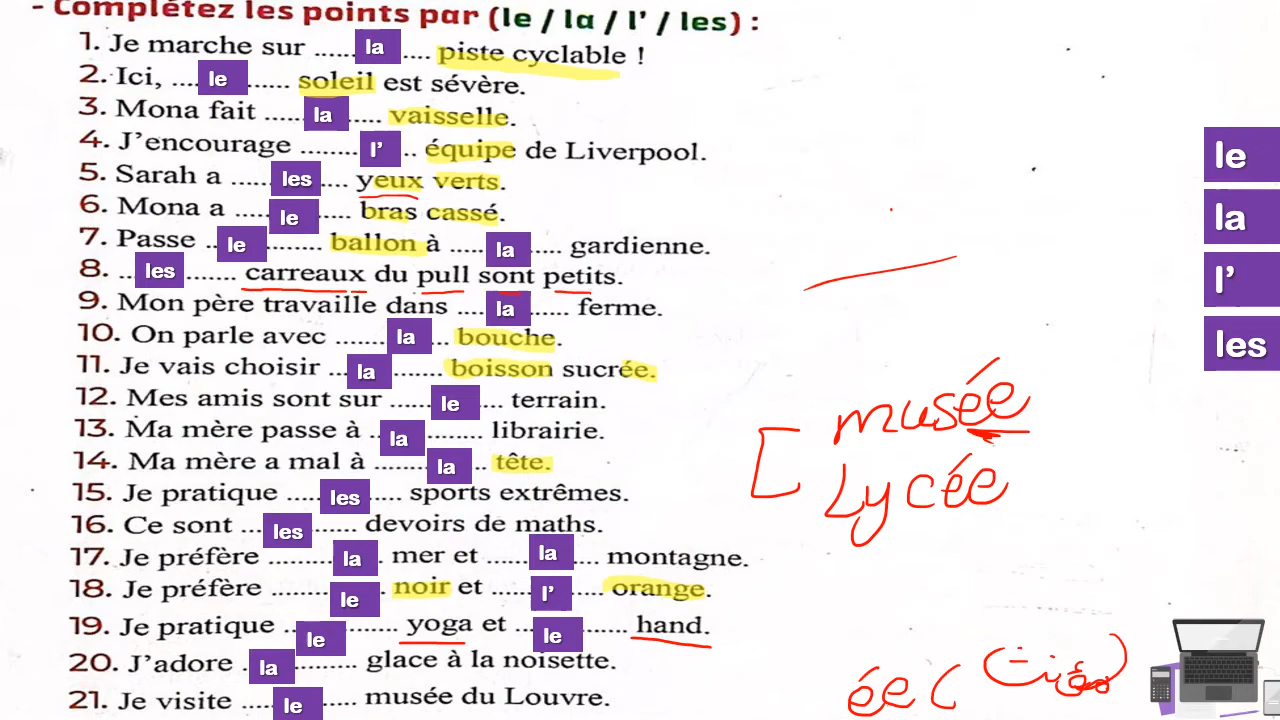 - Complétez les points par (le / la / l' / les) :
1. Je marche sur ...... la .... piste cyclable !
2. Ici, .... le ...... soleil est sévère.
3. Mona fait ...... la ..... vaisselle.
4. J'encourage ........ l' .. équipe de Liverpool.
5. Sarah a ..... les .... yeux verts.
6. Mona a ..... le ..... bras cassé.
7. Passe .. le ........ ballon à ..... la ..... gardienne.
8. ... les ....... carreaux du pull sont petits.
9. Mon père travaille dans .... la ...... ferme.
10. On parle avec ....... la ... bouche.
11. Je vais choisir ... la ........ boisson sucrée.
12. Mes amis sont sur ...... le ... terrain.
13. Ma mère passe à .. la ........ librairie.
14. Ma mère a mal à ........ la .. tête.
15. Je pratique ..... les ..... sports extrêmes.
16. Ce sont ... les ...... devoirs de maths.
17. Je préfère ......... la . mer et ...... la ..... montagne.
18. Je préfère ........ le . noir et ...... l' .... orange.
19. Je pratique .. le ........ yoga et ... le ....... hand.
20. J'adore . la ......... glace à la noisette.
21. Je visite . le ..... musée du Louvre.
le
la
l'
les
musée
Lycée
ée (